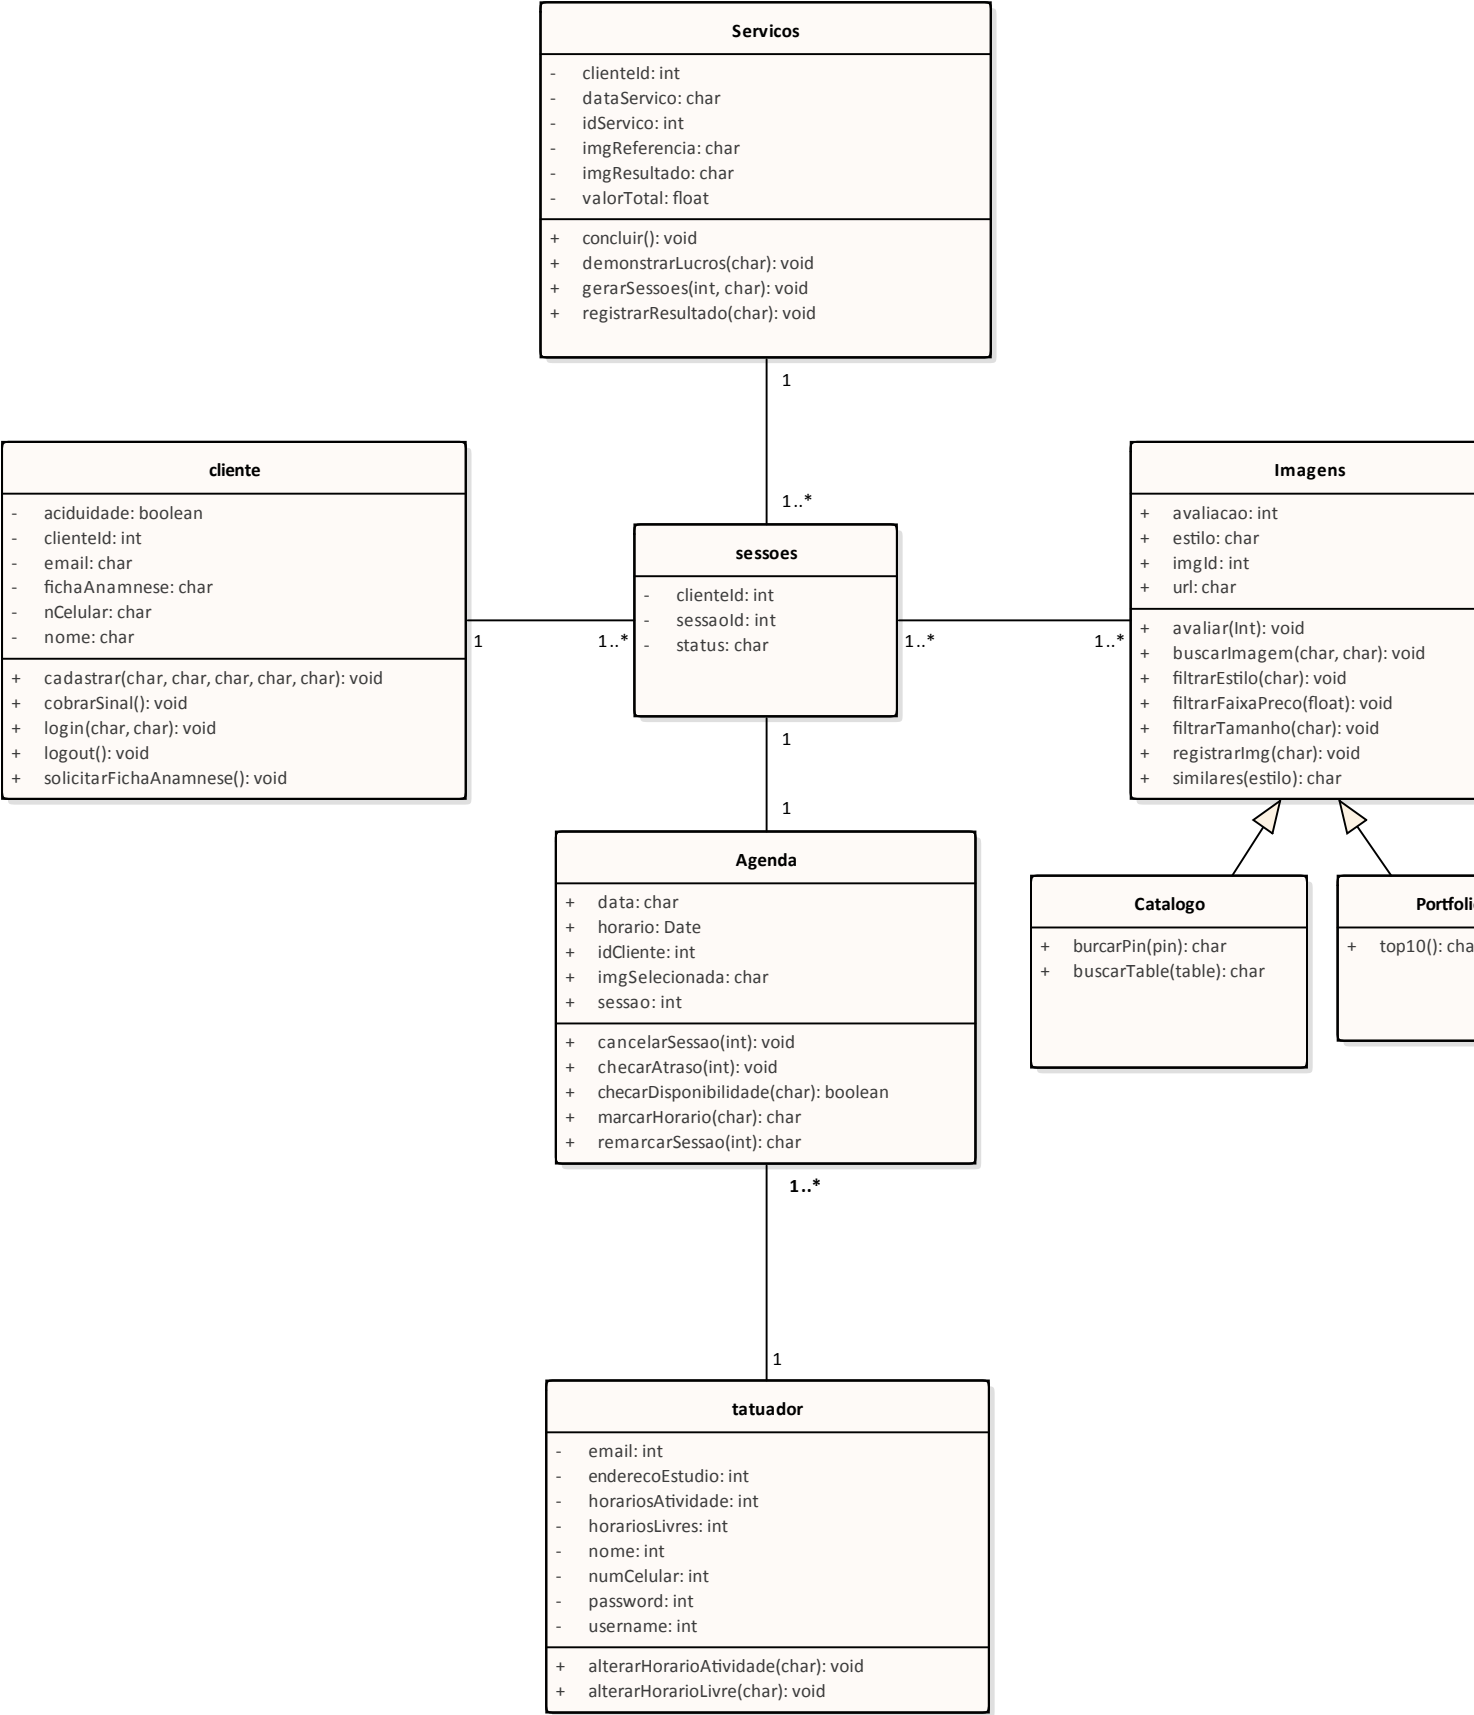 Servicos
- clienteId: int
- dataServico: char
- idServico: int
- imgReferencia: char
- imgResultado: char
- valorTotal: float
+ concluir(): void
+ demonstrarLucros(char): void
+ gerarSessoes(int, char): void
+ registrarResultado(char): void
1
1..*
cliente
- aciduidade: boolean
- clienteId: int
- email: char
- fichaAnamnese: char
- nCelular: char
- nome: char
+ cadastrar(char, char, char, char, char): void
+ cobrarSinal(): void
+ login(char, char): void
+ logout(): void
+ solicitarFichaAnamnese(): void
1
1..*
sessoes
- clienteId: int
- sessaoId: int
- status: char
1..*
1..*
Imagens
+ avaliacao: int
+ estilo: char
+ imgId: int
+ url: char
+ avaliar(Int): void
+ buscarImagem(char, char): void
+ filtrarEstilo(char): void
+ filtrarFaixaPreco(float): void
+ filtrarTamanho(char): void
+ registrarImg(char): void
+ similares(estilo): char
1
1
Agenda
+ data: char
+ horario: Date
+ idCliente: int
+ imgSelecionada: char
+ sessao: int
+ cancelarSessao(int): void
+ checarAtraso(int): void
+ checarDisponibilidade(char): boolean
+ marcarHorario(char): char
+ remarcarSessao(int): char
Catalogo
+ burcarPin(pin): char
+ buscarTable(table): char
+ top10():
1..*
1
tatuador
- email: int
- enderecoEstudio: int
- horariosAtividade: int
- horariosLivres: int
- nome: int
- numCelular: int
- password: int
- username: int
+ alterarHorarioAtividade(char): void
+ alterarHorarioLivre(char): void